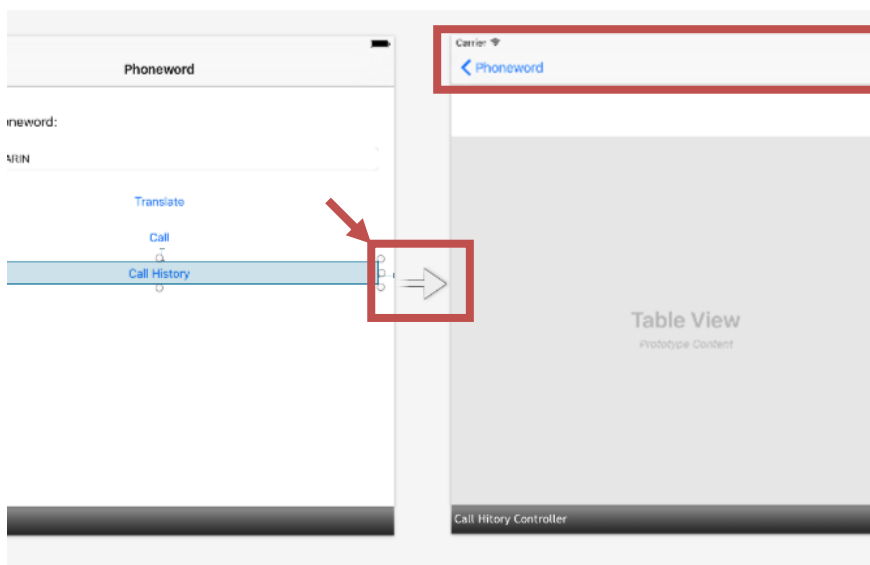 Phoneword
oneword:
ARIN
Translate
Call
Call History
Carrier
Phoneword
Table View
Prototype Content
Call Hitory Controller